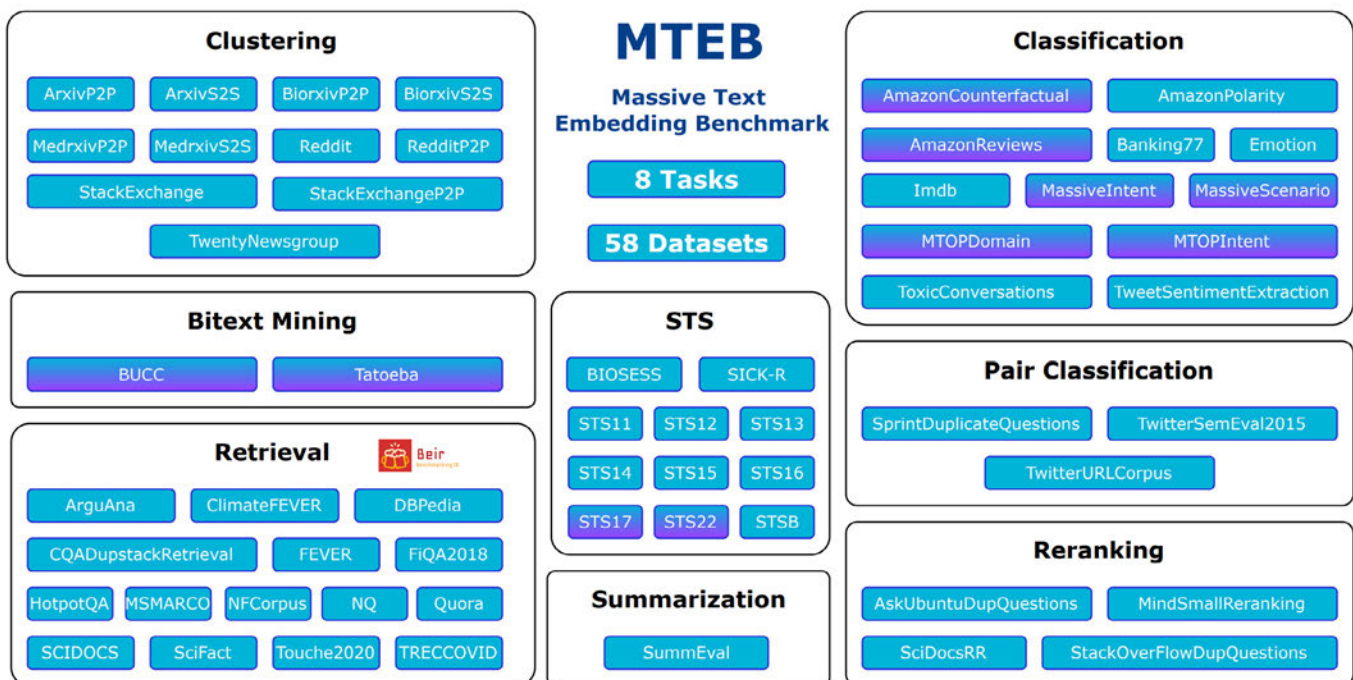 Clustering
ArxivP2P ArxivS2S BiorxivP2P BiorxivS2S
MedrxivP2P MedrxivS2S Reddit RedditP2P
StackExchange StackExchangeP2P
TwentyNewsgroup
MTEB
Massive Text
Embedding Benchmark
8 Tasks
58 Datasets
Classification
AmazonCounterfactual AmazonPolarity
AmazonReviews Banking77 Emotion
Imdb MassiveIntent MassiveScenario
MTOPDomain MTOPIntent
ToxicConversations TweetSentimentExtraction
Bitext Mining
BUCC Tatoeba
STS
BIOSESS SICK-R
STS11 STS12 STS13
STS14 STS15 STS16
STS17 STS22 STSB
Pair Classification
SprintDuplicateQuestions TwitterSemEval2015
TwitterURLCorpus
Retrieval
Beir
ArguAna ClimateFEVER DBPedia
CQADupstackRetrieval FEVER FiQA2018
HotpotQA MSMARCO NFCorpus NQ Quora
SCIDOCS SciFact Touche2020 TRECCOVID
Summarization
SummEval
Reranking
AskUbuntuDupQuestions MindSmallReranking
SciDocsRR StackOverFlowDupQuestions